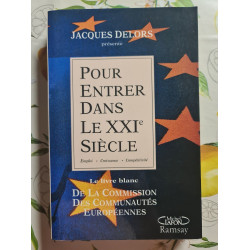 JACQUES DELORS
présente
POUR
ENTRER
DANS
LE XXIe
SIÈCLE
Emploi • Croissance • Compétitivité
Le livre blanc
DE LA COMMISSION
DES COMMUNAUTÉS
EUROPÉENNES
Michel
LAFON
Ramsay